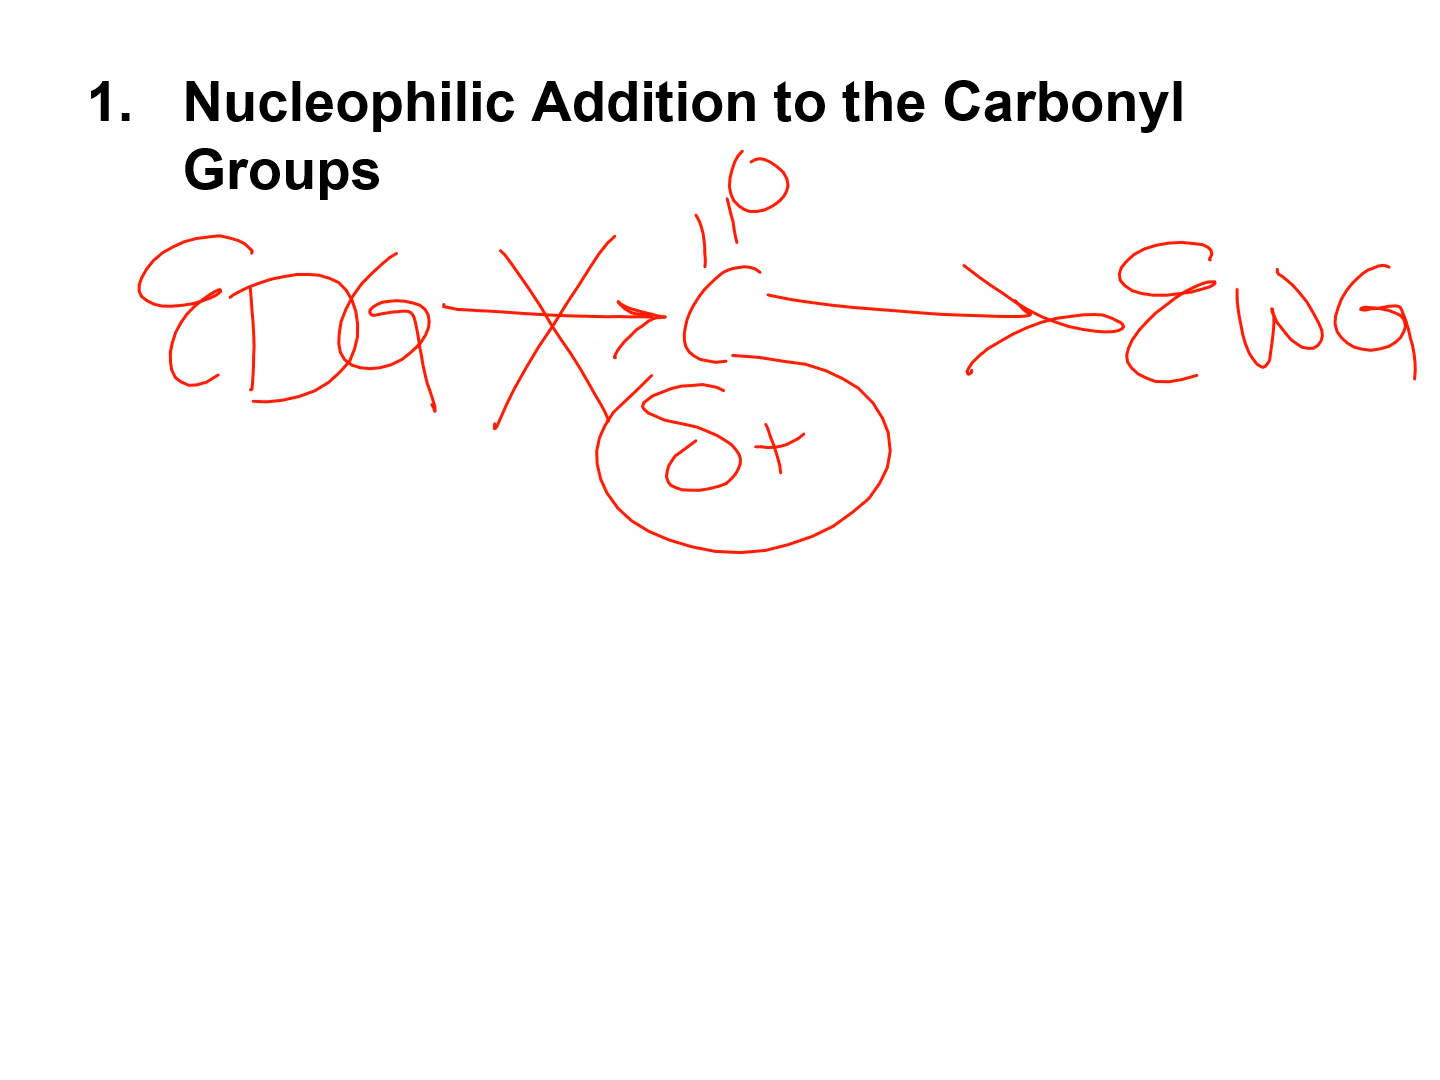 1. Nucleophilic Addition to the Carbonyl
Groups
O
EDG C EWG
δ+